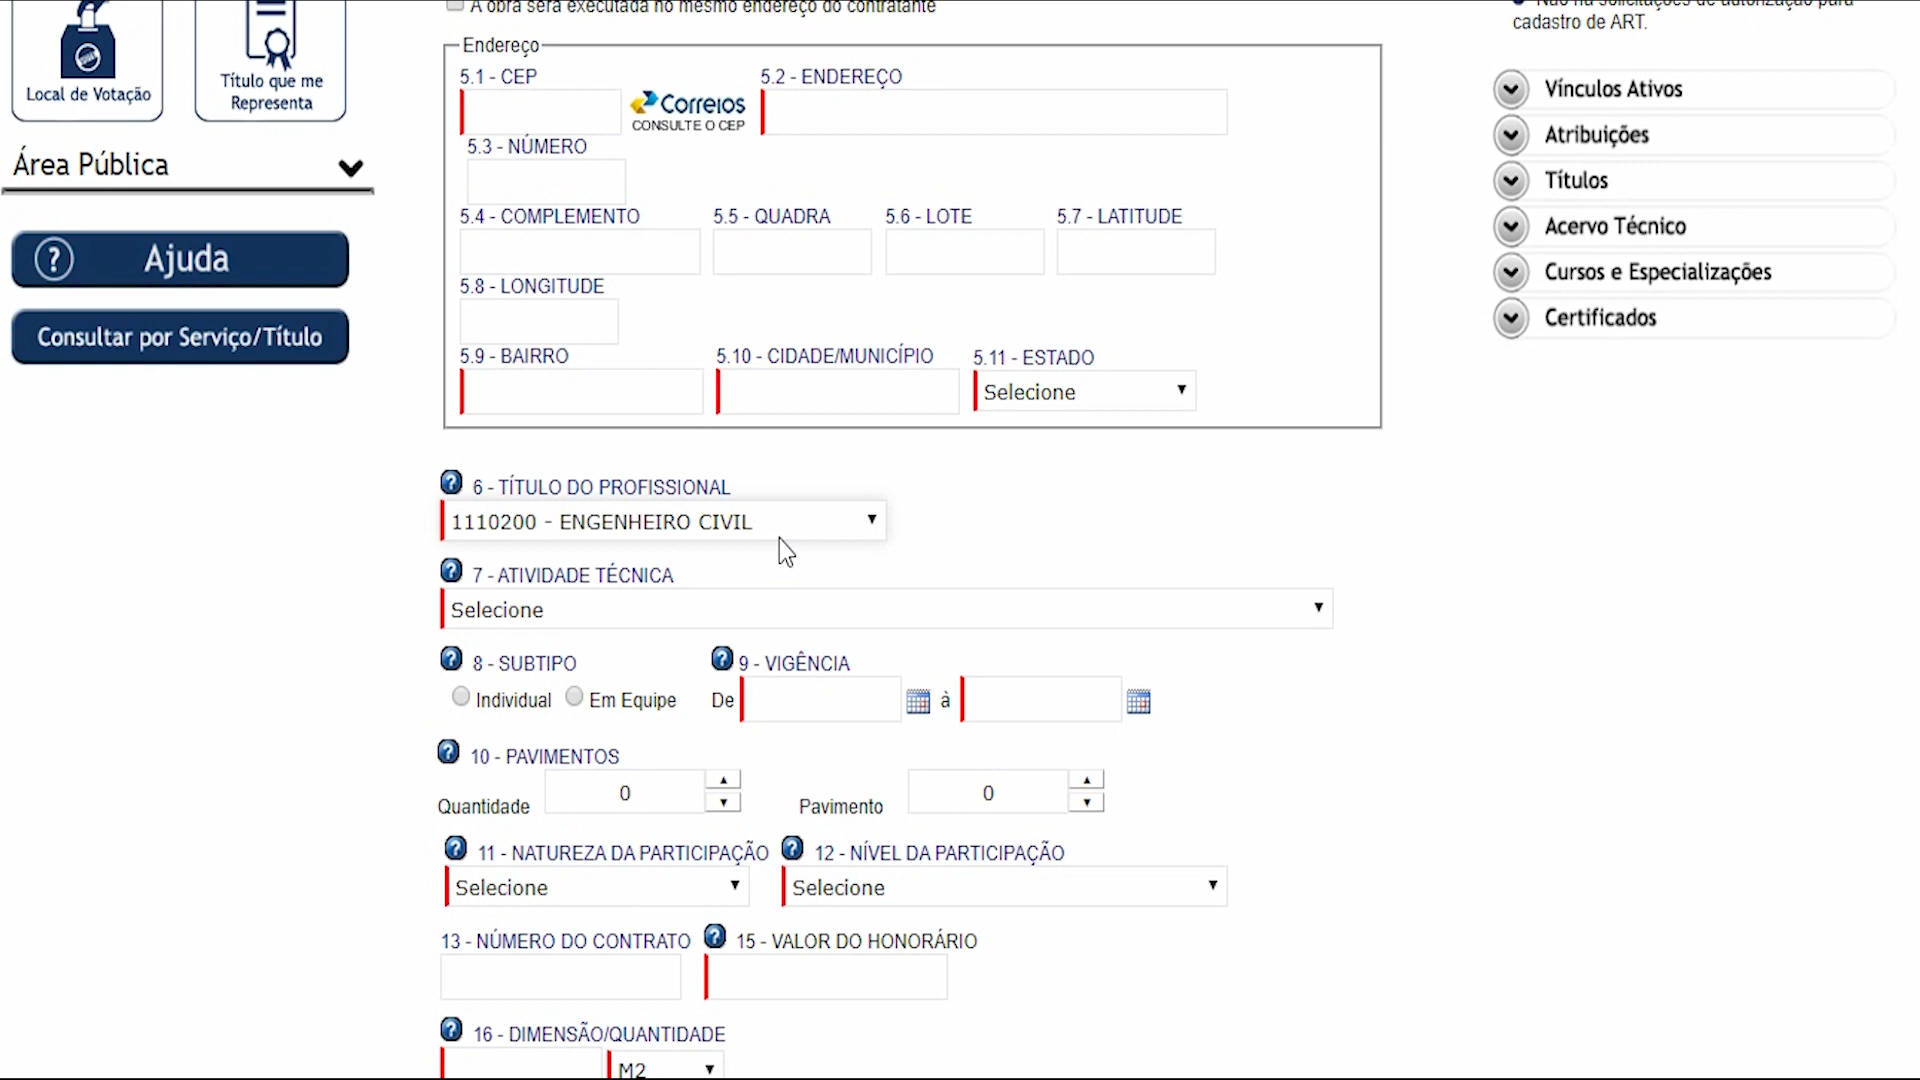 A obra será executada no mesmo endereço do contratante
Não há solicitações de autorização para
cadastro de ART.
Local de Votação
Título que me
Representa
Área Pública
? Ajuda
Consultar por Serviço/Título
Endereço
5.1 - CEP
5.2 - ENDEREÇO
Correios
CONSULTE O CEP
5.3 - NÚMERO
5.4 - COMPLEMENTO
5.5 - QUADRA
5.6 - LOTE
5.7 - LATITUDE
5.8 - LONGITUDE
5.9 - BAIRRO
5.10 - CIDADE/MUNICÍPIO
5.11 - ESTADO
Selecione
? 6 - TÍTULO DO PROFISSIONAL
1110200 - ENGENHEIRO CIVIL
? 7 - ATIVIDADE TÉCNICA
Selecione
? 8 - SUBTIPO
? 9 - VIGÊNCIA
Individual
Em Equipe
De
à
? 10 - PAVIMENTOS
Quantidade
0
Pavimento
0
? 11 - NATUREZA DA PARTICIPAÇÃO
? 12 - NÍVEL DA PARTICIPAÇÃO
Selecione
Selecione
13 - NÚMERO DO CONTRATO
? 15 - VALOR DO HONORÁRIO
? 16 - DIMENSÃO/QUANTIDADE
M2
Vínculos Ativos
Atribuições
Títulos
Acervo Técnico
Cursos e Especializações
Certificados